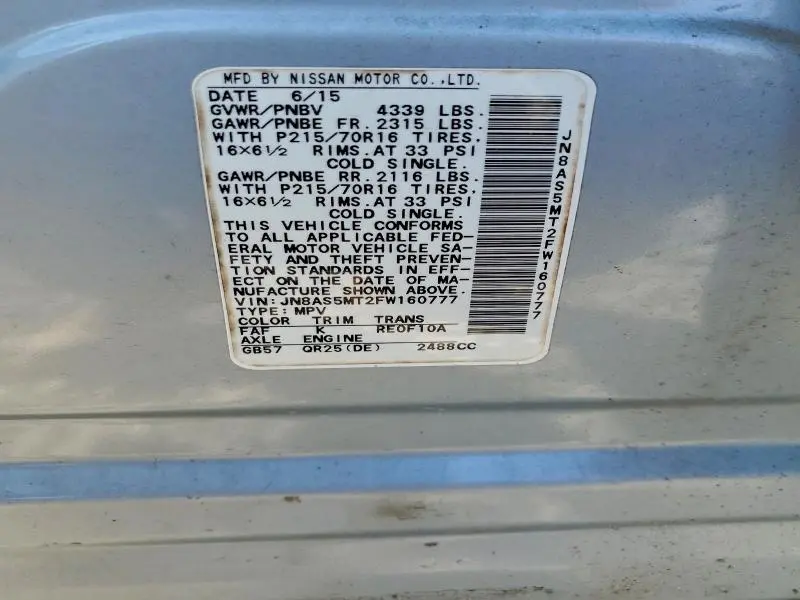 MFD BY NISSAN MOTOR CO.,LTD.
DATE 6/15
GVWR/PNBV 4339 LBS.
GAWR/PNBE FR. 2315 LBS.
WITH P215/70R16 TIRES.
16×6½ RIMS. AT 33 PSI
COLD SINGLE.
GAWR/PNBE RR. 2116 LBS.
WITH P215/70R16 TIRES.
16×6½ RIMS. AT 33 PSI
COLD SINGLE.
THIS VEHICLE CONFORMS
TO ALL APPLICABLE FED-
ERAL MOTOR VEHICLE SA-
FETY AND THEFT PREVEN-
TION STANDARDS IN EFF-
ECT ON THE DATE OF MA-
NUFACTURE SHOWN ABOVE.
VIN: JN8AS5MT2FW160777
TYPE: MPV
COLOR TRIM TRANS
FAF K RE0F10A
AXLE ENGINE
GB57 QR25(DE) 2488CC
JN8AS5MT2FW160777